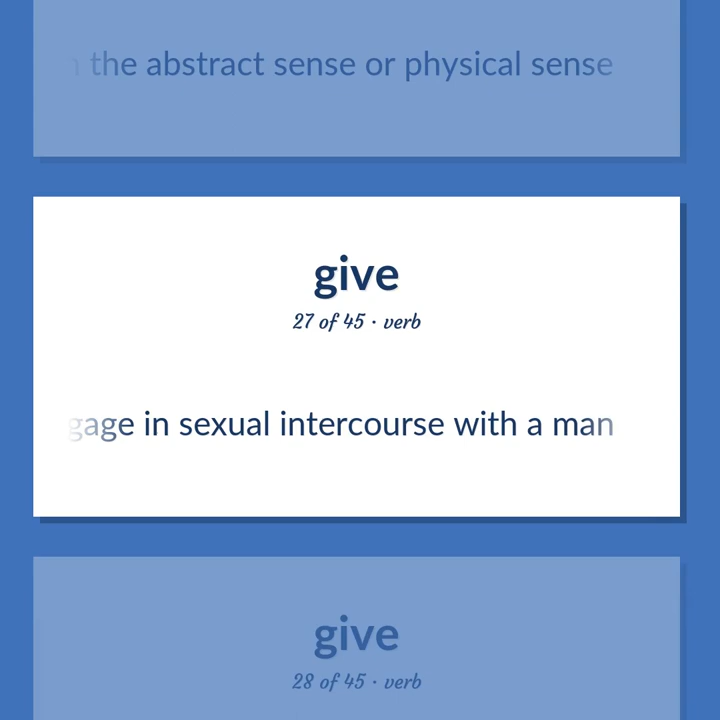 the abstract sense or physical sense
give
27 of 45 · verb
gage in sexual intercourse with a man
give
28 of 45 · verb